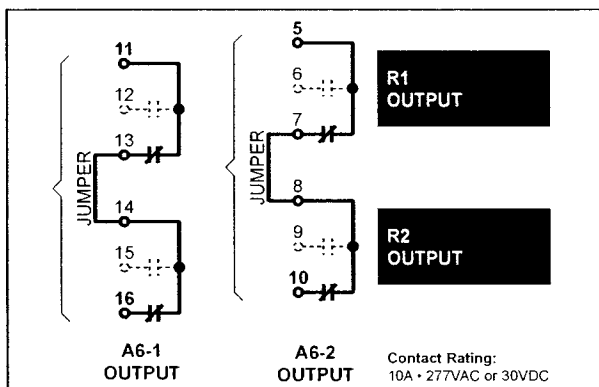 11
12
13
JUMPER
14
15
16
A6-1
OUTPUT
5
6
7
JUMPER
8
9
10
A6-2
OUTPUT
R1
OUTPUT
R2
OUTPUT
Contact Rating:
10A • 277VAC or 30VDC